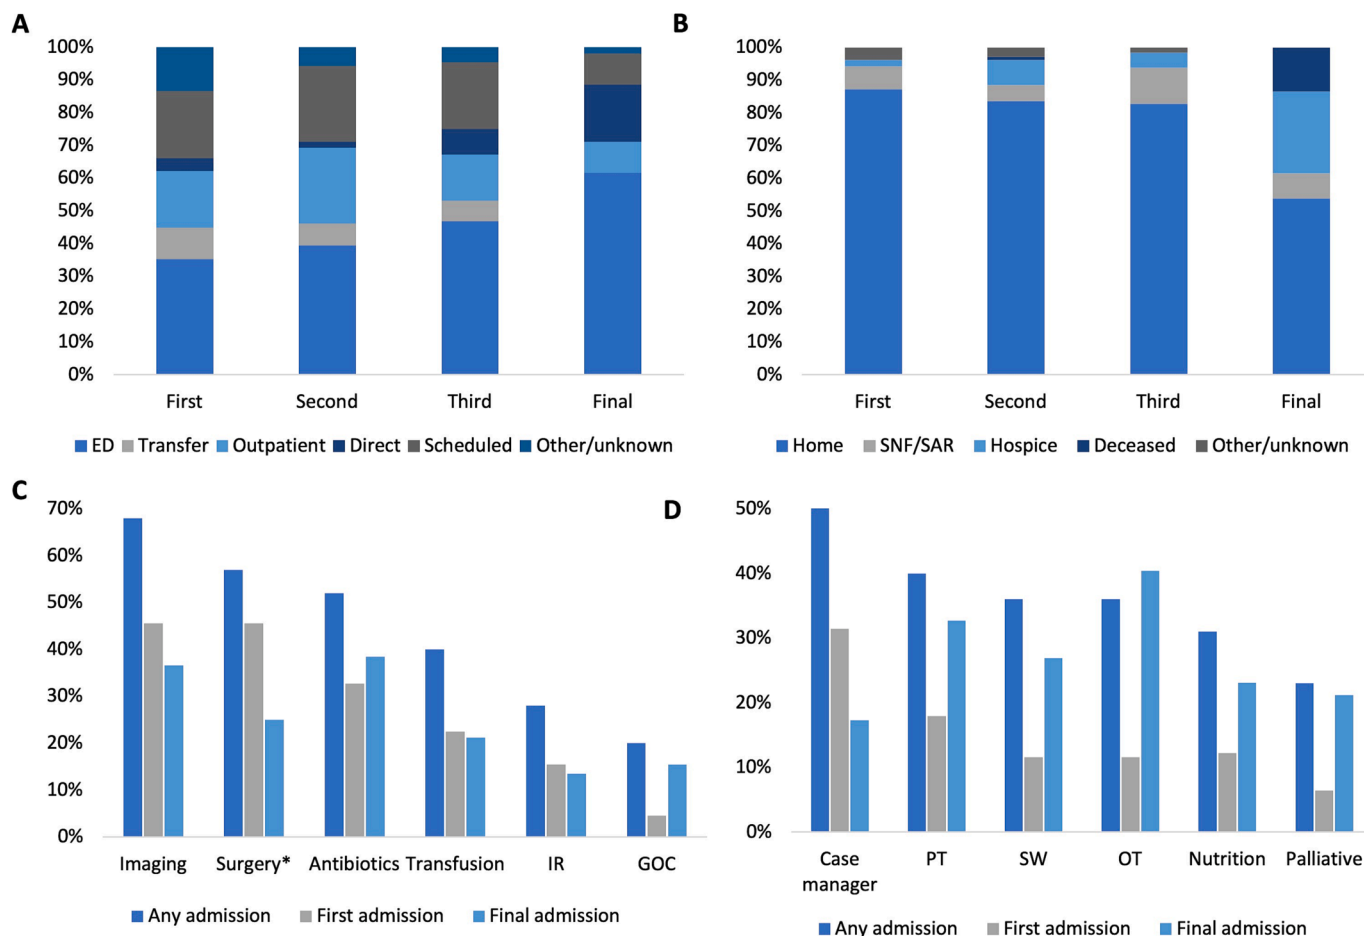 A
100%
90%
80%
70%
60%
50%
40%
30%
20%
10%
0%
First Second Third Final
ED Transfer Outpatient Direct Scheduled Other/unknown
B
100%
90%
80%
70%
60%
50%
40%
30%
20%
10%
0%
First Second Third Final
Home SNF/SAR Hospice Deceased Other/unknown
C
70%
60%
50%
40%
30%
20%
10%
0%
Imaging Surgery* Antibiotics Transfusion IR GOC
Any admission First admission Final admission
D
50%
40%
30%
20%
10%
0%
Case PT SW OT Nutrition Palliative
manager
Any admission First admission Final admission